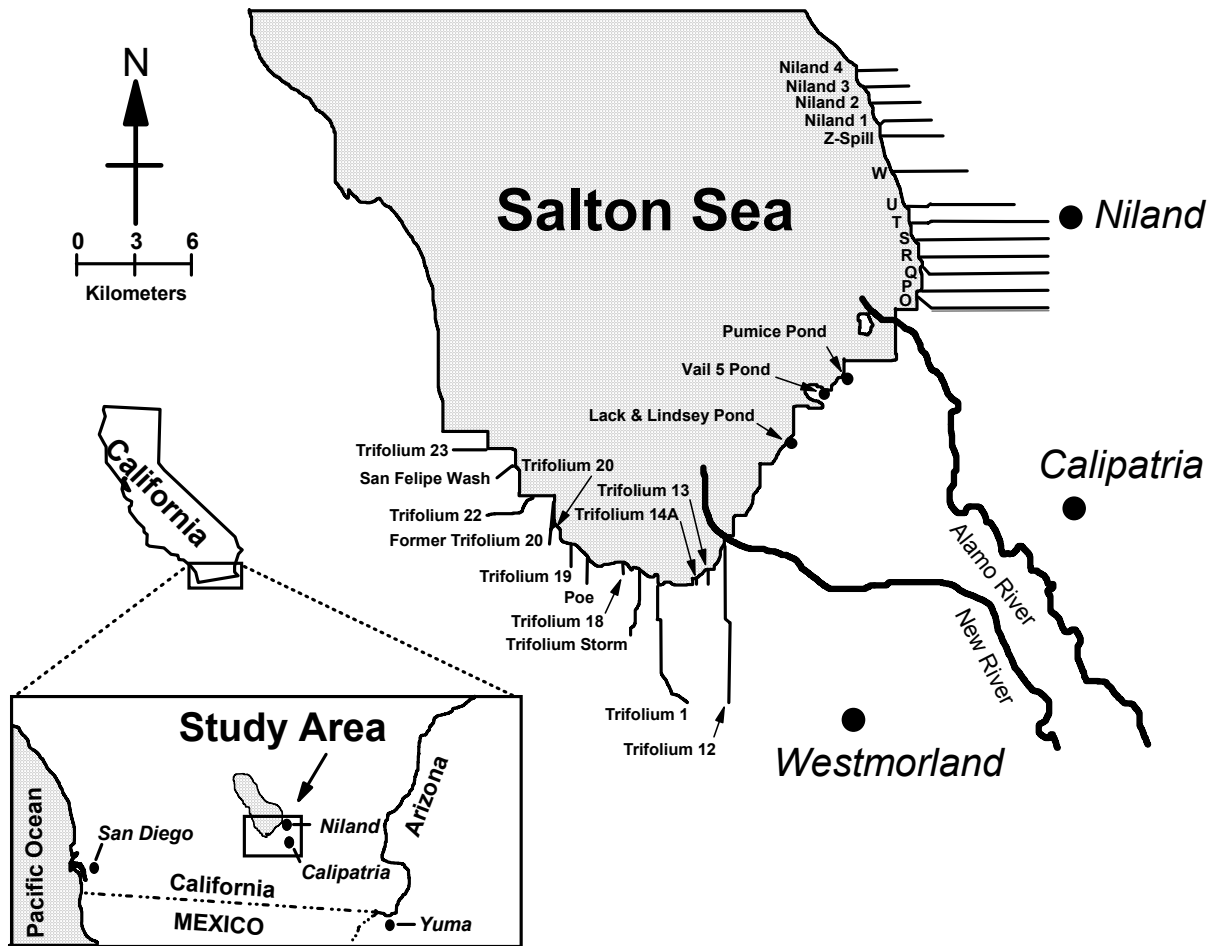 N
0 3 6
Kilometers
Salton Sea
Niland 4
Niland 3
Niland 2
Niland 1
Z-Spill
W
U
T
S
R
Q
P
O
Niland
Pumice Pond
Vail 5 Pond
Lack & Lindsey Pond
Calipatria
Trifolium 23
San Felipe Wash
Trifolium 20
Trifolium 13
Trifolium 22
Trifolium 14A
Former Trifolium 20
Trifolium 19
Poe
Trifolium 18
Trifolium Storm
Trifolium 1
Trifolium 12
Alamo River
New River
Westmorland
California
Study Area
Pacific Ocean
San Diego
Niland
Calipatria
Arizona
California
MEXICO
Yuma